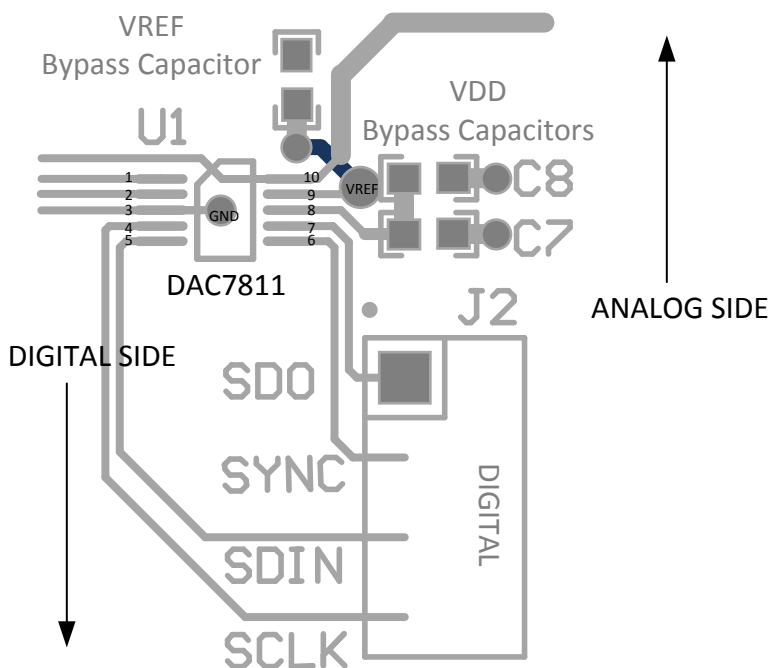 VREF
Bypass Capacitor
VDD
Bypass Capacitors
U1
1
2
3
4
5
10
9
8
7
6
GND
VREF
C8
C7
DAC7811
J2
ANALOG SIDE
DIGITAL SIDE
SDO
SYNC
SDIN
SCLK
DIGITAL